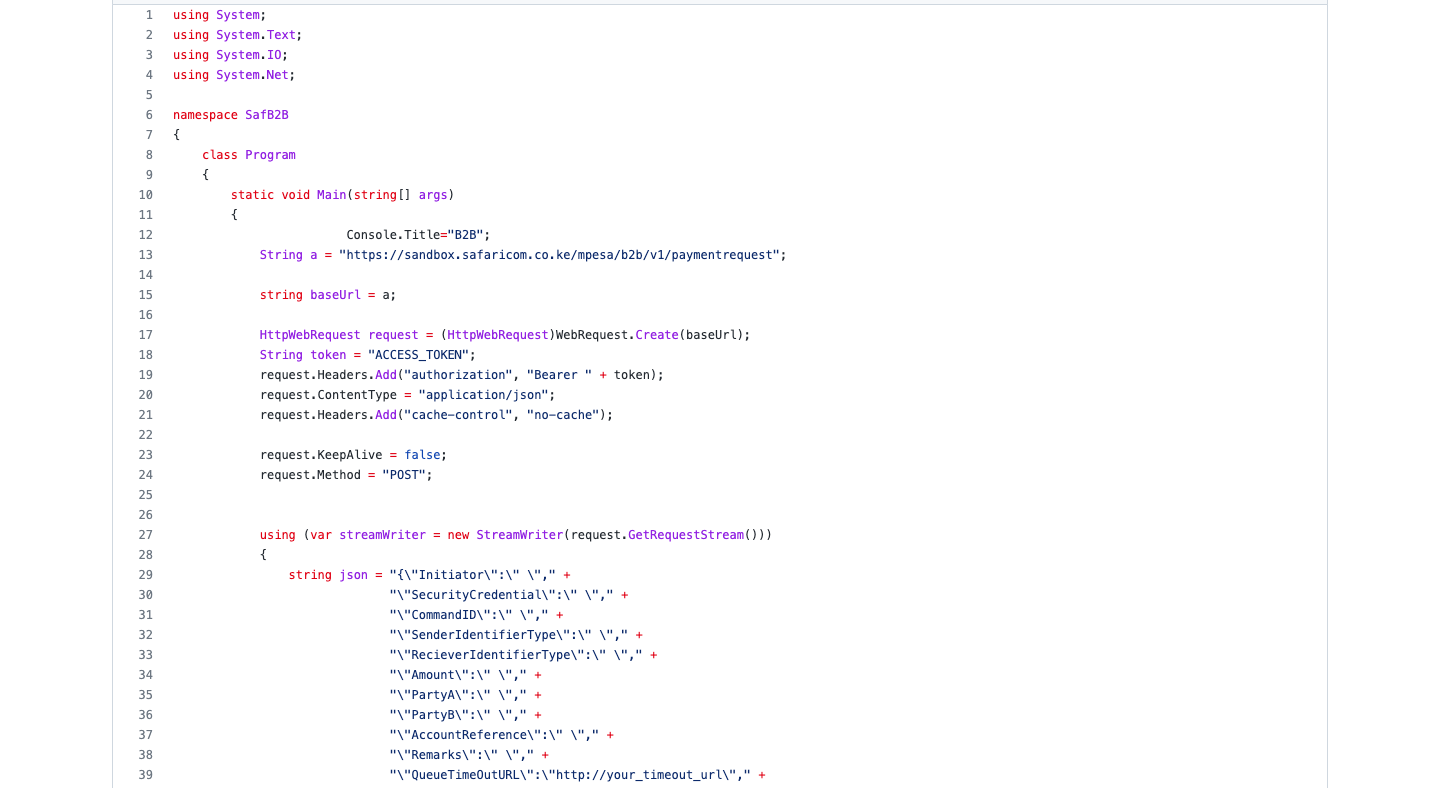 1 using System;
2 using System.Text;
3 using System.IO;
4 using System.Net;
5
6 namespace SafB2B
7 {
8 class Program
9 {
10 static void Main(string[] args)
11 {
12 Console.Title="B2B";
13 String a = "https://sandbox.safaricom.co.ke/mpesa/b2b/v1/paymentrequest";
14
15 string baseUrl = a;
16
17 HttpWebRequest request = (HttpWebRequest)WebRequest.Create(baseUrl);
18 String token = "ACCESS_TOKEN";
19 request.Headers.Add("authorization", "Bearer " + token);
20 request.ContentType = "application/json";
21 request.Headers.Add("cache-control", "no-cache");
22
23 request.KeepAlive = false;
24 request.Method = "POST";
25
26
27 using (var streamWriter = new StreamWriter(request.GetRequestStream()))
28 {
29 string json = "{\"Initiator\":\" \"," +
30 "\"SecurityCredential\":\" \"," +
31 "\"CommandID\":\" \"," +
32 "\"SenderIdentifierType\":\" \"," +
33 "\"RecieverIdentifierType\":\" \"," +
34 "\"Amount\":\" \"," +
35 "\"PartyA\":\" \"," +
36 "\"PartyB\":\" \"," +
37 "\"AccountReference\":\" \"," +
38 "\"Remarks\":\" \"," +
39 "\"QueueTimeOutURL\":\"http://your_timeout_url\"," +